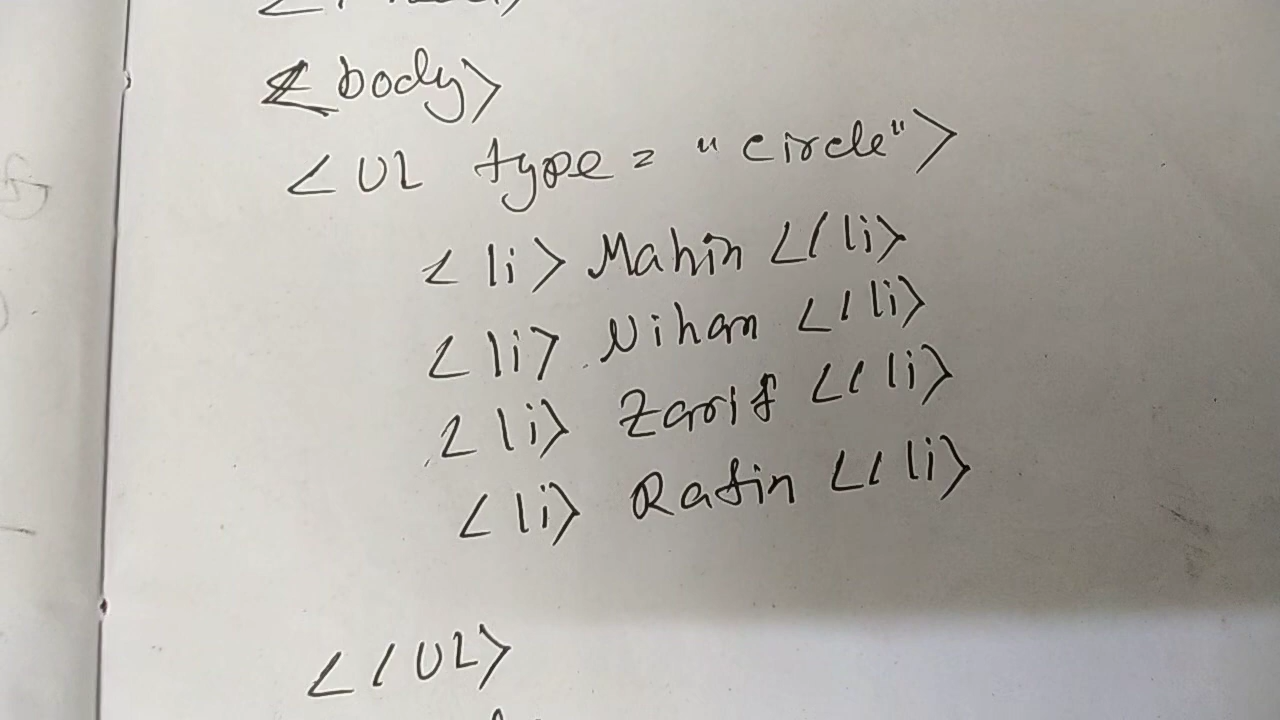 <body>
<UL type = "circle">
<li> Mahin </li>
<li> Nihan </li>
<li> Zarif </li>
<li> Rafin </li>
</UL>